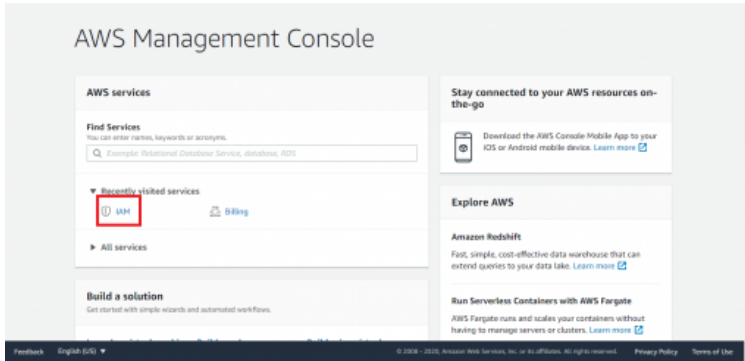 AWS Management Console
AWS services
Find Services
You can enter names, keywords or acronyms.
Example: Relational Database Service, database, RDS
Recently visited services
IAM
Billing
All services
Build a solution
Get started with simple wizards and automated workflows.
Stay connected to your AWS resources on-
the-go
Download the AWS Console Mobile App to your
iOS or Android mobile device. Learn more
Explore AWS
Amazon Redshift
Fast, simple, cost-effective data warehouse that can
extend queries to your data lake. Learn more
Run Serverless Containers with AWS Fargate
AWS Fargate runs and scales your containers without
having to manage servers or clusters. Learn more
Feedback
English (US)
© 2008 - 2020, Amazon Web Services, Inc. or its affiliates. All rights reserved.
Privacy Policy
Terms of Use